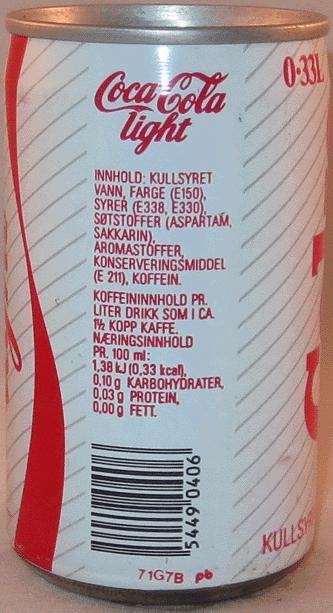 Coca-Cola
light
0·33L
INNHOLD: KULLSYRET
VANN, FARGE (E150),
SYRER (E338, E330),
SØTSTOFFER (ASPARTAM,
SAKKARIN),
AROMASTOFFER,
KONSERVERINGSMIDDEL
(E 211), KOFFEIN.
KOFFEININNHOLD PR.
LITER DRIKK SOM I CA.
1½ KOPP KAFFE.
NÆRINGSINNHOLD
PR. 100 ml:
1,38 kJ (0,33 kcal),
0,10 g KARBOHYDRATER,
0,03 g PROTEIN,
0,00 g FETT.
5449 0406
71G7B pb